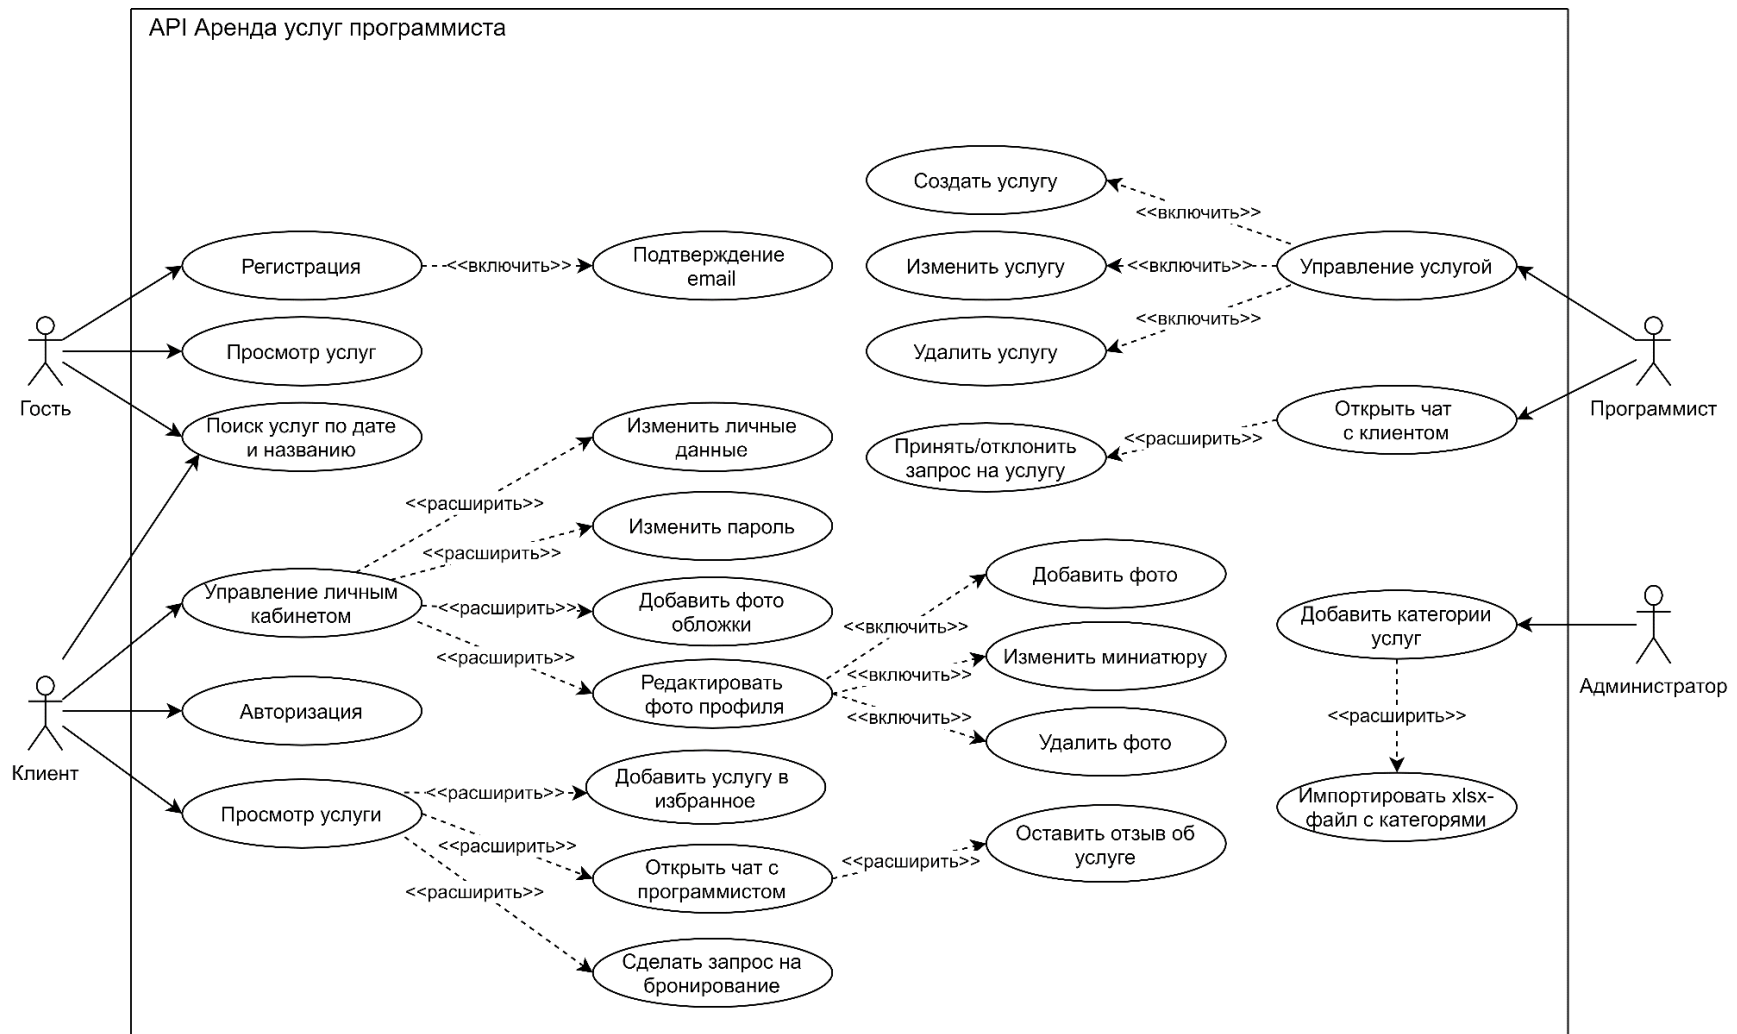 API Аренда услуг программиста
Создать услугу
<<включить>>
Регистрация
<<включить>>
Подтверждение
email
Изменить услугу
<<включить>>
Управление услугой
<<включить>>
Просмотр услуг
Удалить услугу
Гость
Программист
Поиск услуг по дате
и названию
Изменить личные
данные
Принять/отклонить
запрос на услугу
<<расширить>>
Открыть чат
с клиентом
<<расширить>>
Изменить пароль
<<расширить>>
Управление личным
кабинетом
<<расширить>>
Добавить фото
обложки
Добавить фото
<<включить>>
Добавить категории
услуг
<<расширить>>
Редактировать
фото профиля
<<включить>>
Изменить миниатюру
Администратор
Авторизация
<<включить>>
Удалить фото
<<расширить>>
Клиент
Просмотр услуги
<<расширить>>
Добавить услугу в
избранное
Импортировать xlsx-
файл с категорями
<<расширить>>
Открыть чат с
программистом
<<расширить>>
Оставить отзыв об
услуге
<<расширить>>
Сделать запрос на
бронирование